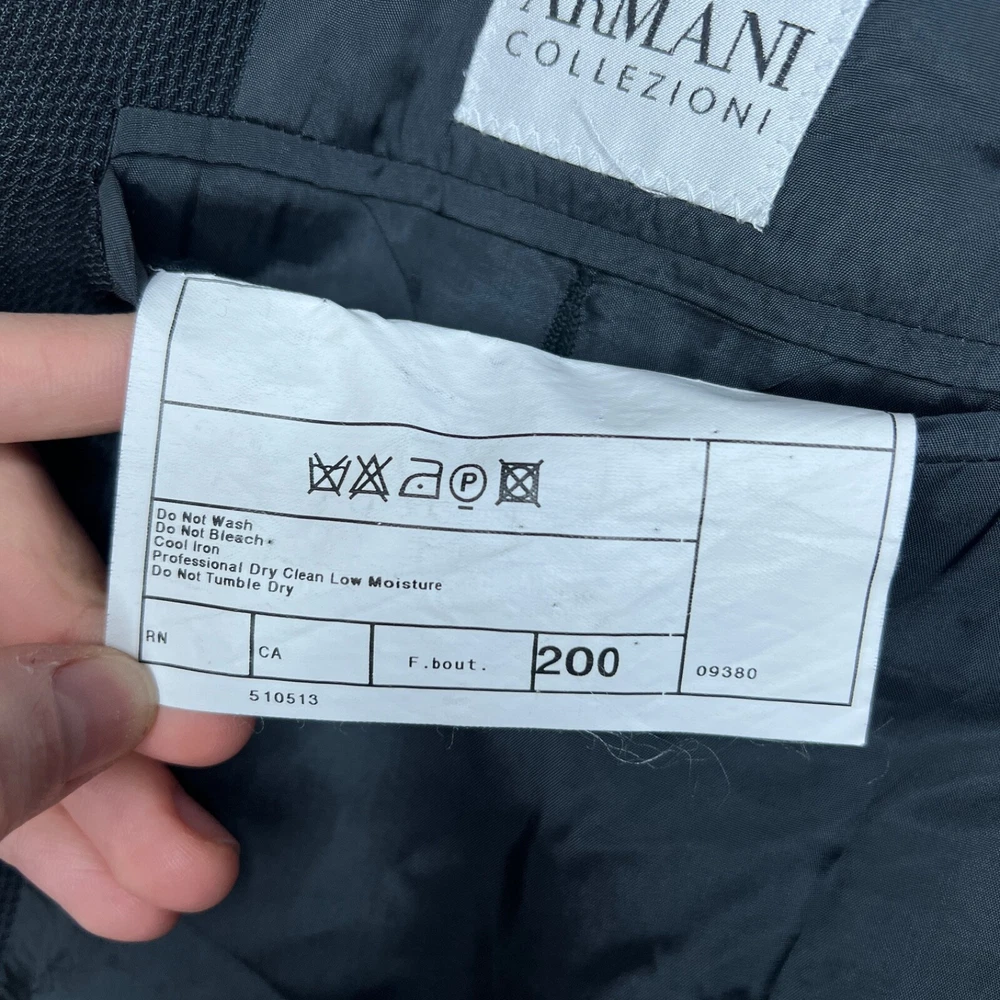 ARMANI
COLLEZIONI
P
Do Not Wash
Do Not Bleach.
Cool Iron
Professional Dry Clean Low Moisture
Do Not Tumble Dry
RN
CA
F.bout.
200
09380
510513